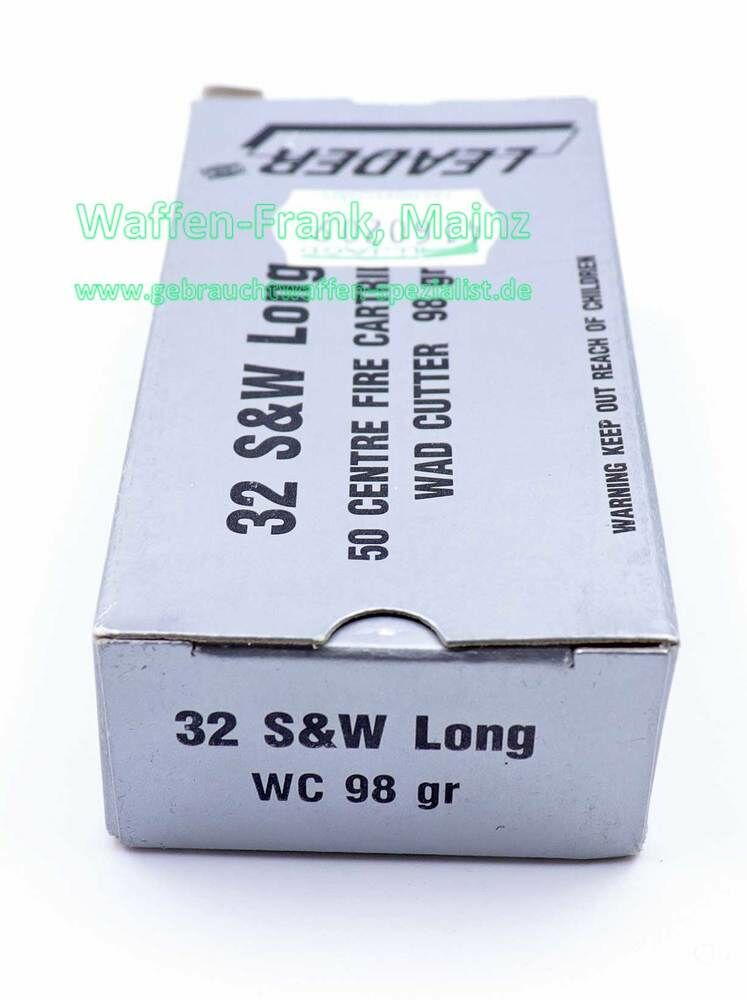 LEADER
Waffen-Frank, Mainz
www.gebrauchtwaffen-spezialist.de
32 S&W Long
50 CENTRE FIRE
WAD CUTTER 98 gr
WARNING KEEP OUT REACH OF CHILDREN
32 S&W Long
WC 98 gr